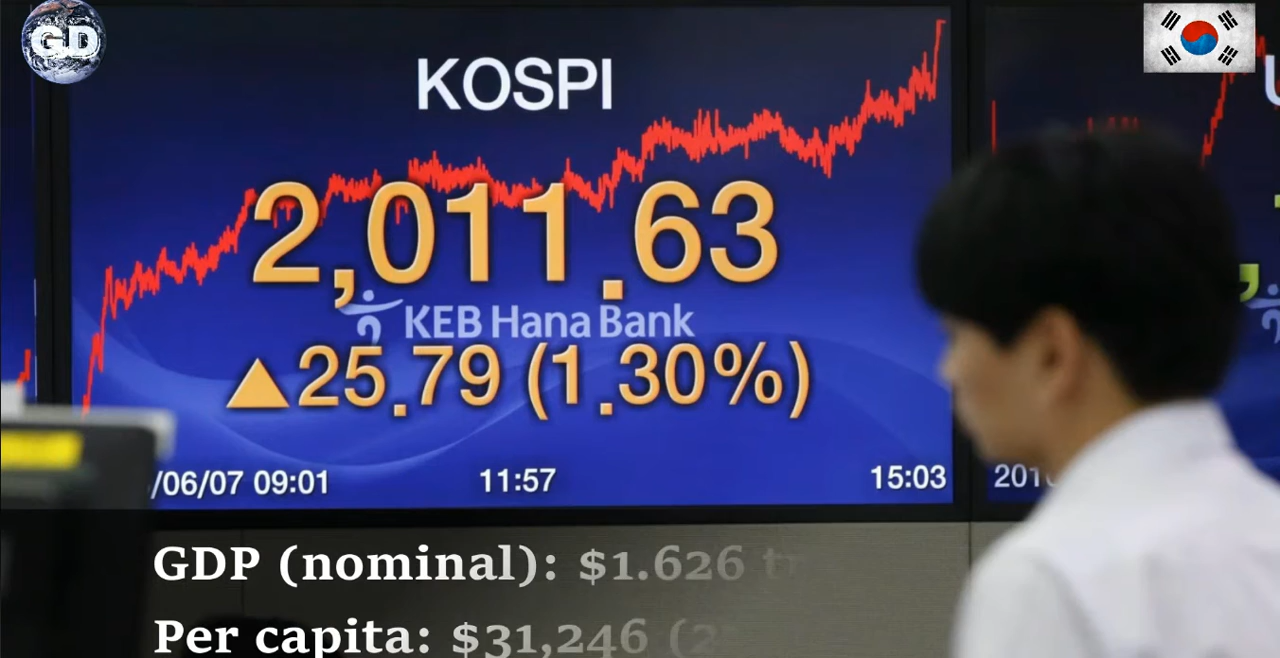 GD
KOSPI
2,011.63
KEB Hana Bank
▲25.79 (1.30%)
/06/07 09:01 11:57 15:03
GDP (nominal): $1.626
Per capita: $31,246